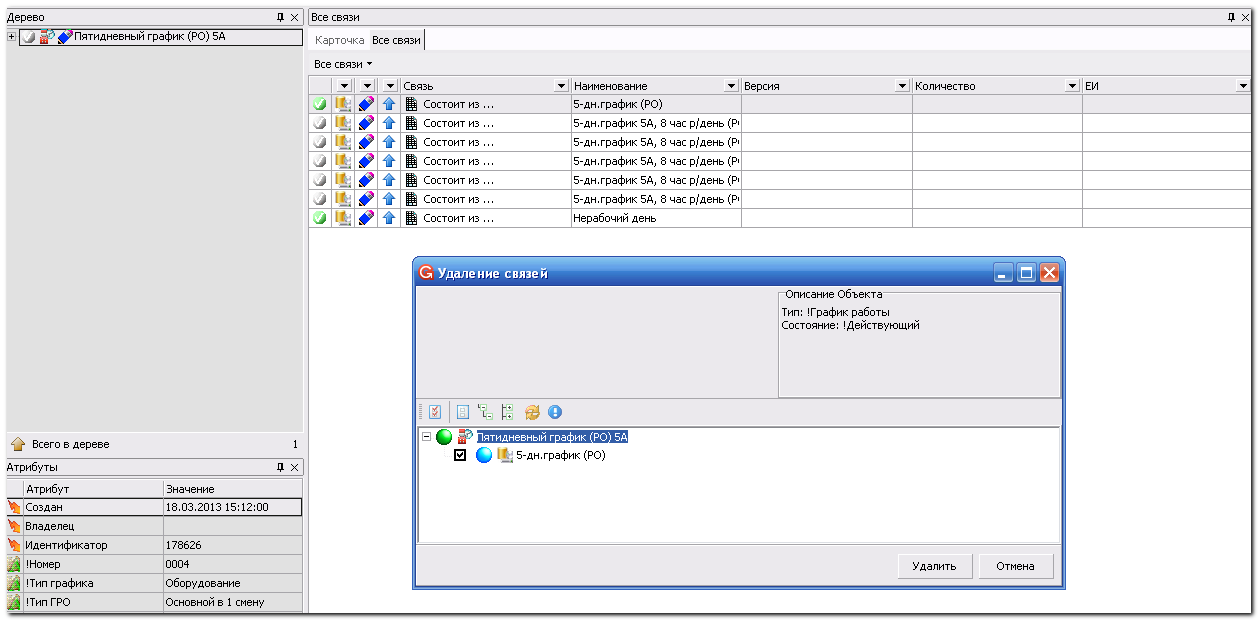 Дерево
Пятидневный график (РО) 5А
Всего в дереве 1
Атрибуты
Атрибут Значение
Создан 18.03.2013 15:12:00
Владелец
Идентификатор 178626
!Номер 0004
!Тип графика Оборудование
!Тип ГРО Основной в 1 смену
Все связи
Карточка Все связи
Все связи
Связь Наименование Версия Количество ЕИ
Состоит из ... 5-дн.график (РО)
Состоит из ... 5-дн.график 5А, 8 час р/день (Р
Состоит из ... 5-дн.график 5А, 8 час р/день (Р
Состоит из ... 5-дн.график 5А, 8 час р/день (Р
Состоит из ... 5-дн.график 5А, 8 час р/день (Р
Состоит из ... 5-дн.график 5А, 8 час р/день (Р
Состоит из ... Нерабочий день
Удаление связей
Описание Объекта
Тип: !График работы
Состояние: !Действующий
Пятидневный график (РО) 5А
5-дн.график (РО)
Удалить Отмена